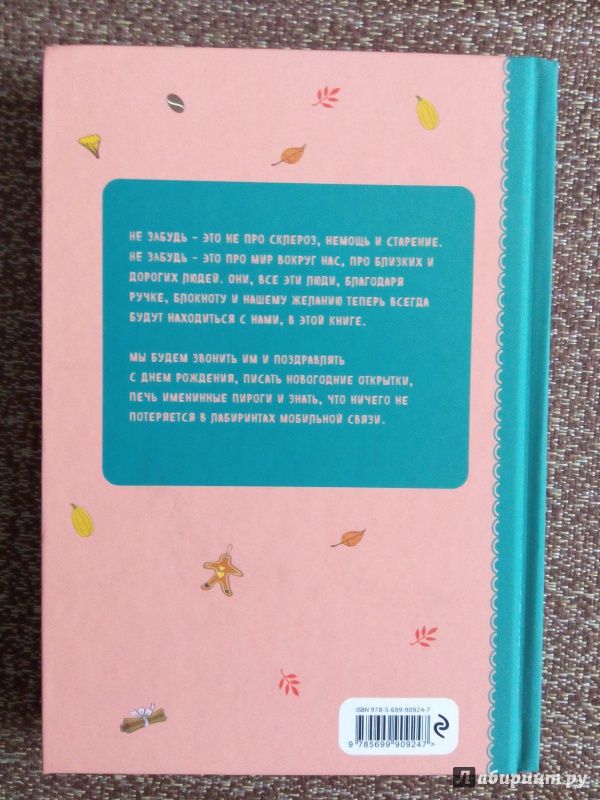 НЕ ЗАБУДЬ – ЭТО НЕ ПРО СКЛЕРОЗ, НЕМОЩЬ И СТАРЕНИЕ.
НЕ ЗАБУДЬ – ЭТО ПРО МИР ВОКРУГ НАС, ПРО БЛИЗКИХ И
ДОРОГИХ ЛЮДЕЙ. ОНИ, ВСЕ ЭТИ ЛЮДИ, БЛАГОДАРЯ
РУЧКЕ, БЛОКНОТУ И НАШЕМУ ЖЕЛАНИЮ ТЕПЕРЬ ВСЕГДА
БУДУТ НАХОДИТЬСЯ С НАМИ, В ЭТОЙ КНИГЕ.
МЫ БУДЕМ ЗВОНИТЬ ИМ И ПОЗДРАВЛЯТЬ
С ДНЕМ РОЖДЕНИЯ, ПИСАТЬ НОВОГОДНИЕ ОТКРЫТКИ,
ПЕЧЬ ИМЕНИННЫЕ ПИРОГИ И ЗНАТЬ, ЧТО НИЧЕГО НЕ
ПОТЕРЯЕТСЯ В ЛАБИРИНТАХ МОБИЛЬНОЙ СВЯЗИ.
ISBN 978-5-699-90924-7
9 785699 909247 >
Лабиринт.ру